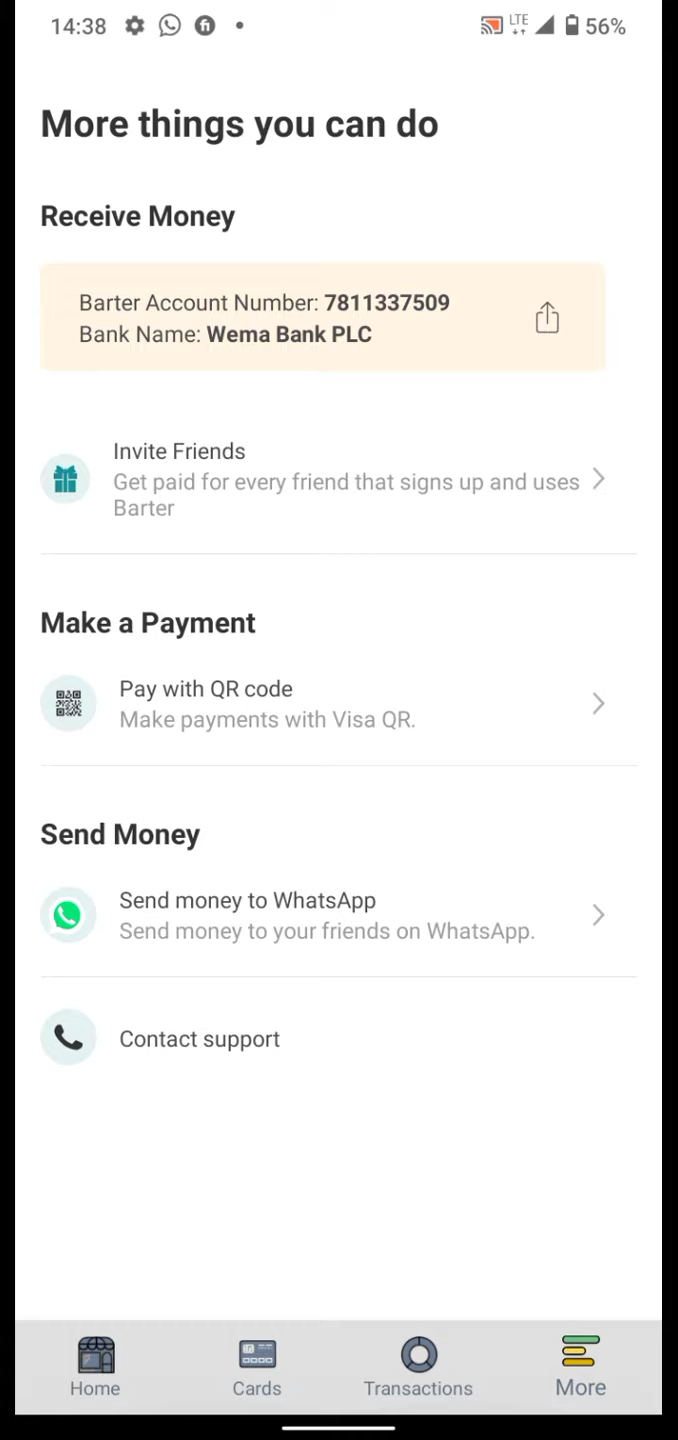 14:38
LTE
56%
More things you can do
Receive Money
Barter Account Number: 7811337509
Bank Name: Wema Bank PLC
Invite Friends
Get paid for every friend that signs up and uses
Barter
Make a Payment
Pay with QR code
Make payments with Visa QR.
Send Money
Send money to WhatsApp
Send money to your friends on WhatsApp.
Contact support
Home
Cards
Transactions
More